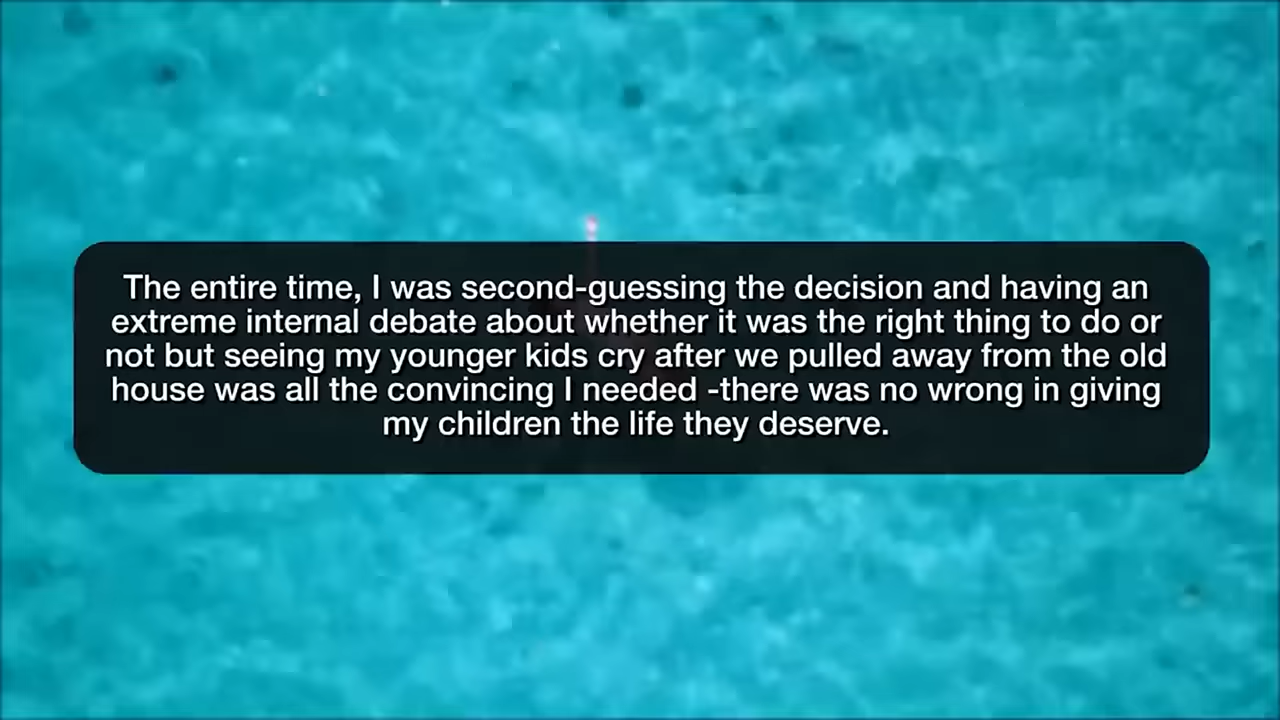 The entire time, I was second-guessing the decision and having an
extreme internal debate about whether it was the right thing to do or
not but seeing my younger kids cry after we pulled away from the old
house was all the convincing I needed -there was no wrong in giving
my children the life they deserve.